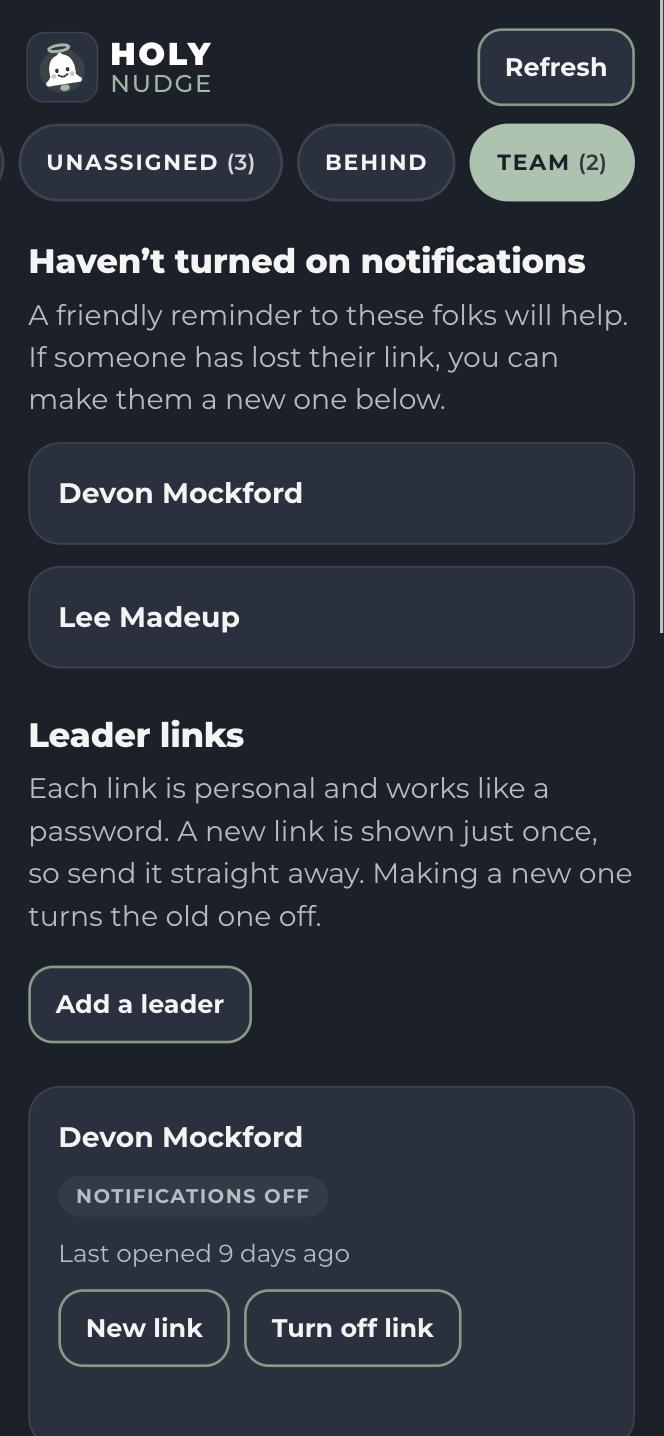 HOLY
NUDGE
Refresh
UNASSIGNED (3)
BEHIND
TEAM (2)
Haven’t turned on notifications
A friendly reminder to these folks will help.
If someone has lost their link, you can
make them a new one below.
Devon Mockford
Lee Madeup
Leader links
Each link is personal and works like a
password. A new link is shown just once,
so send it straight away. Making a new one
turns the old one off.
Add a leader
Devon Mockford
NOTIFICATIONS OFF
Last opened 9 days ago
New link
Turn off link